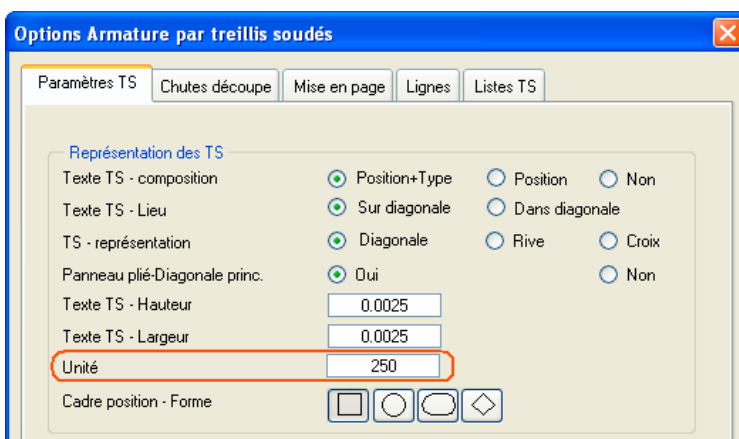 Options Armature par treillis soudés
Paramètres TS Chutes découpe Mise en page Lignes Listes TS
Représentation des TS
Texte TS - composition Position+Type Position Non
Texte TS - Lieu Sur diagonale Dans diagonale
TS - représentation Diagonale Rive Croix
Panneau plié-Diagonale princ. Oui Non
Texte TS - Hauteur 0.0025
Texte TS - Largeur 0.0025
Unité 250
Cadre position - Forme